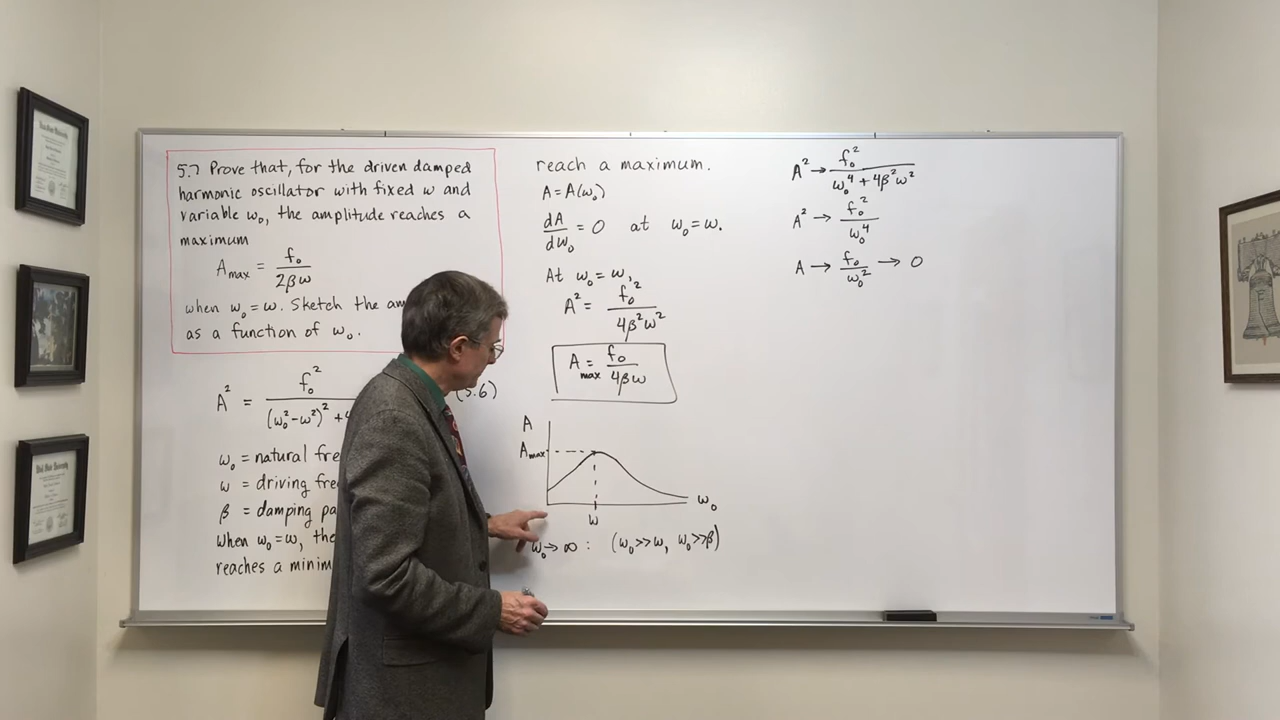 5.7 Prove that, for the driven damped
harmonic oscillator with fixed ω and
variable ω₀, the amplitude reaches a
maximum
A_max = f₀ / 2βω
when ω₀=ω. Sketch the am
as a function of ω₀.
A² = f₀² / (ω₀²-ω²)² + 4
(5.6)
ω₀ = natural fre
ω = driving fre
β = damping pa
When ω₀=ω, the
reaches a minim
reach a maximum.
A = A(ω₀)
dA/dω₀ = 0 at ω₀=ω.
At ω₀=ω,
A² = f₀² / 4β²ω²
A_max = f₀ / 4βω
A
A_max
ω
ω₀
ω₀→∞ : (ω₀>>ω, ω₀>>β)
A² → f₀² / ω₀⁴ + 4β²ω²
A² → f₀² / ω₀⁴
A → f₀ / ω₀² → 0